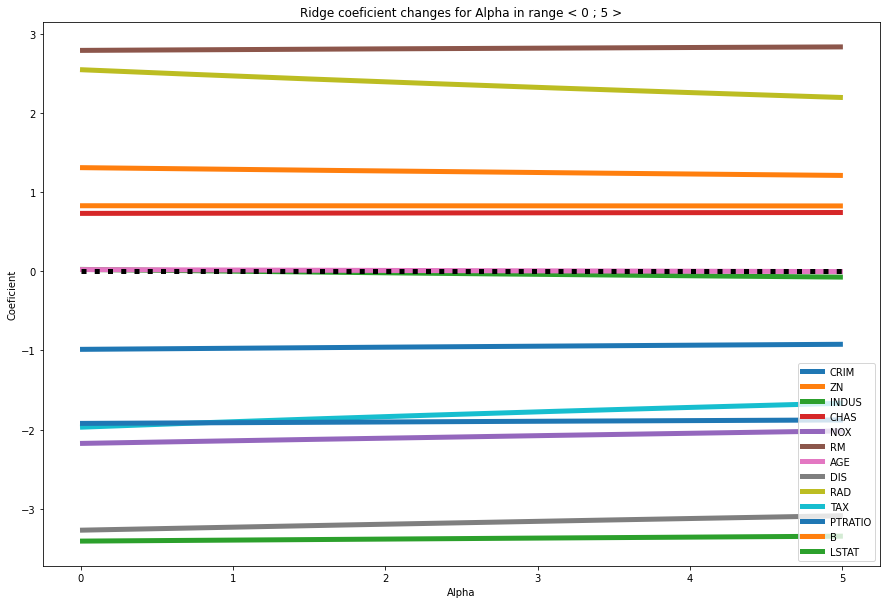 Ridge coeficient changes for Alpha in range < 0 ; 5 >
Coeficient
3
2
1
0
−1
−2
−3
CRIM
ZN
INDUS
CHAS
NOX
RM
AGE
DIS
RAD
TAX
PTRATIO
B
LSTAT
0 1 2 3 4 5
Alpha